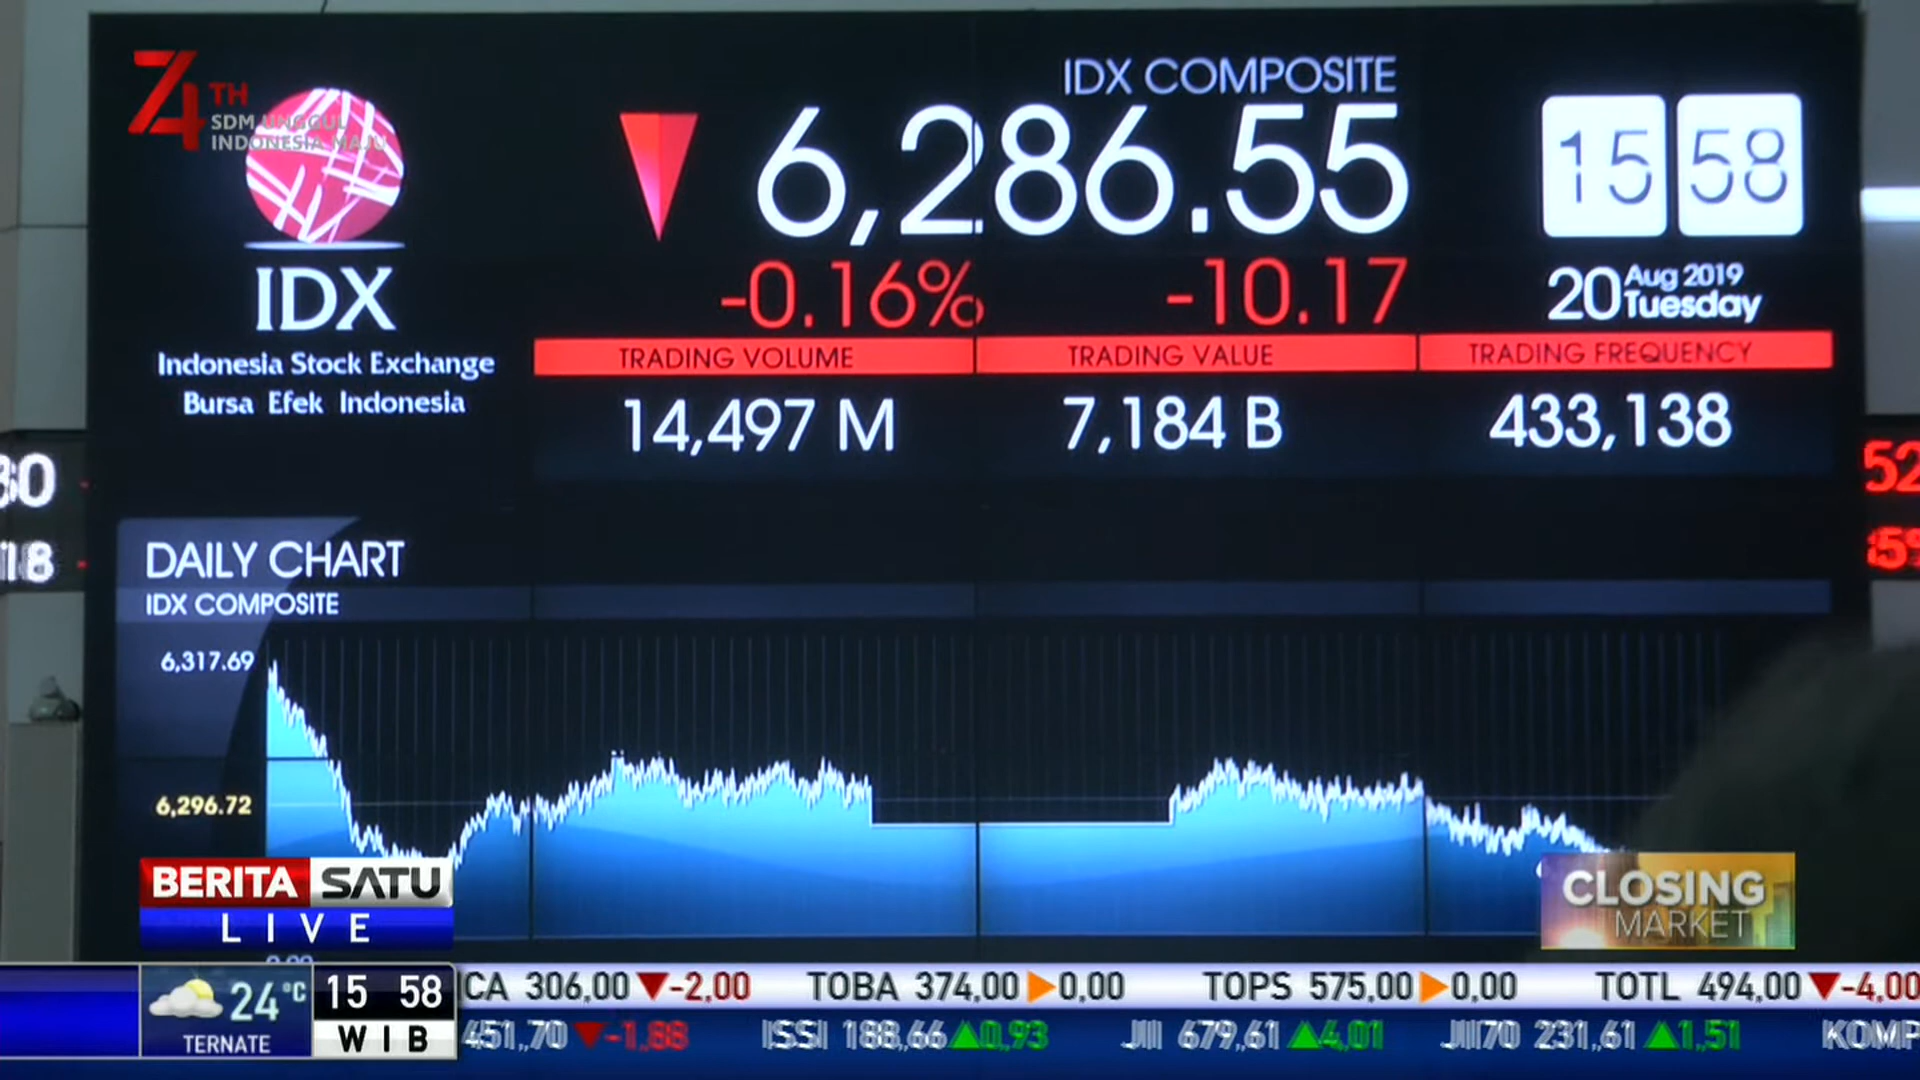 74TH
SDM UNGGUL
INDONESIA MAJU
IDX
Indonesia Stock Exchange
Bursa Efek Indonesia
IDX COMPOSITE
6,286.55
-0.16% -10.17
15 58
20 Aug 2019
Tuesday
TRADING VOLUME TRADING VALUE TRADING FREQUENCY
14,497 M 7,184 B 433,138
18
52
DAILY CHART
IDX COMPOSITE
6,317.69
6,296.72
BERITA SATU
LIVE
CLOSING
MARKET
24°C
TERNATE
15 58
WIB
CA 306,00 -2,00 TOBA 374,00 0,00 TOPS 575,00 0,00 TOTL 494,00 -4,00
451,70 -1,88 ISSI 188,66 0,93 JII 679,61 4,01 JII70 231,61 1,51 KOMP